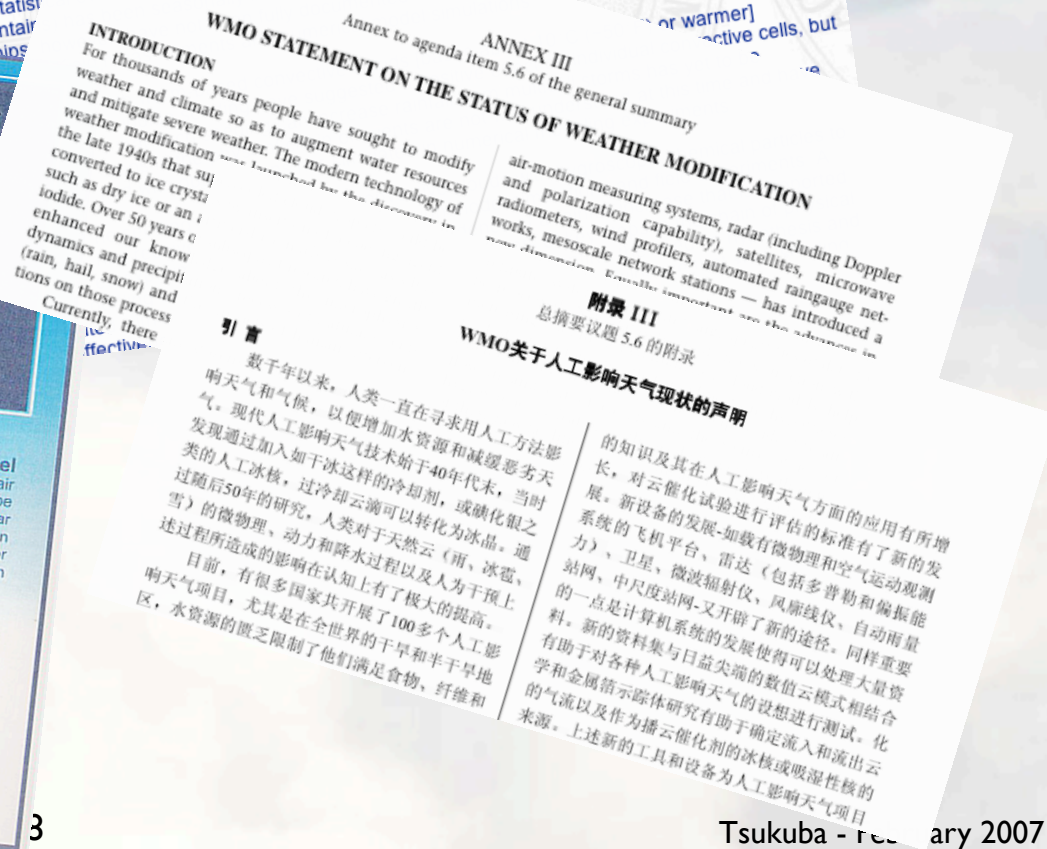 tatis
ntain
or warmer]
ective cells, but
ANNEX III
Annex to agenda item 5.6 of the general summary
WMO STATEMENT ON THE STATUS OF WEATHER MODIFICATION
INTRODUCTION
For thousands of years people have sought to modify
weather and climate so as to augment water resources
and mitigate severe weather. The modern technology of
weather modification was launched by the discovery in
the late 1940s that sup
converted to ice crysta
such as dry ice or an a
iodide. Over 50 years o
enhanced our know
dynamics and precipit
(rain, hail, snow) and
tions on those process
Currently, there
air-motion measuring systems, radar (including Doppler
and polarization capability), satellites, microwave
radiometers, wind profilers, automated raingauge net-
works, mesoscale network stations — has introduced a
new dimension. Equally important are the advances in
ffective
附录 III
总摘要议题 5.6 的附录
WMO关于人工影响天气现状的声明
引 言
数千年以来，人类一直在寻求用人工方法影
响天气和气候，以便增加水资源和减缓恶劣天
气。现代人工影响天气技术始于40年代末，当时
发现通过加入如干冰这样的冷却剂，或碘化银之
类的人工冰核，过冷却云滴可以转化为冰晶。通
过随后50年的研究，人类对于天然云（雨、冰雹、
雪）的微物理、动力和降水过程以及人为干预上
述过程所造成的影响在认知上有了极大的提高。
目前，有很多国家共开展了100多个人工影
响天气项目，尤其是在全世界的干旱和半干旱地
区，水资源的匮乏限制了他们满足食物、纤维和
的知识及其在人工影响天气方面的应用有所增
长，对云催化试验进行评估的标准有了新的发
展。新设备的发展-如载有微物理和空气运动观测
系统的飞机平台、雷达（包括多普勒和偏振能
力）、卫星、微波辐射仪、风廓线仪、自动雨量
站网、中尺度站网-又开辟了新的途径。同样重要
的一点是计算机系统的发展使得可以处理大量资
料。新的资料集与日益尖端的数值云模式相结合
有助于对各种人工影响天气的设想进行测试。化
学和金属箔示踪体研究有助于确定流入和流出云
的气流以及作为播云催化剂的冰核或吸湿性核的
来源。上述新的工具和设备为人工影响天气项目
el
air
be
ar
n
or
n
3
Tsukuba - February 2007